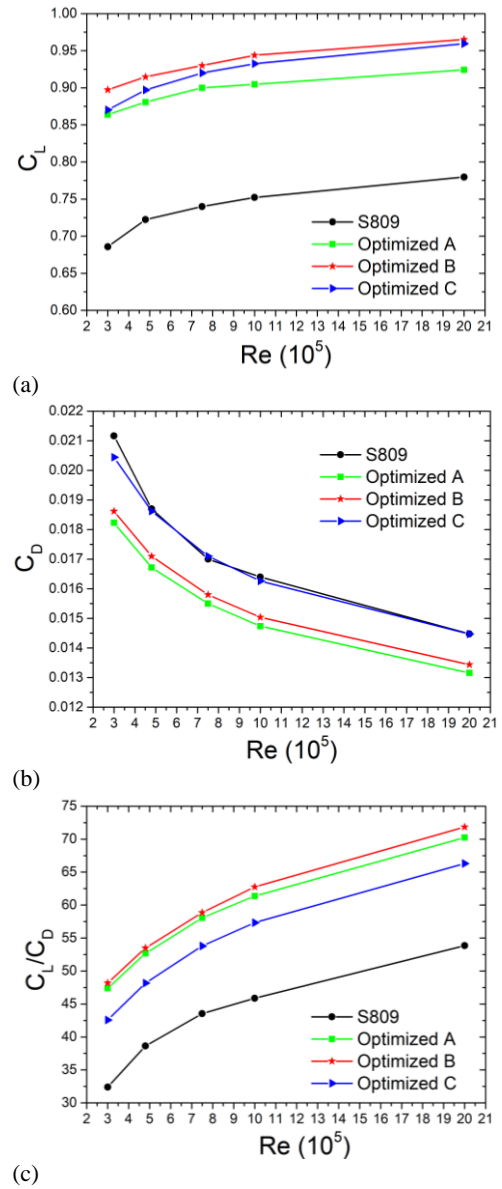 1.00
0.95
0.90
0.85
0.80
0.75
0.70
0.65
0.60
C_L
S809
Optimized A
Optimized B
Optimized C
2 3 4 5 6 7 8 9 10 11 12 13 14 15 16 17 18 19 20 21
Re (10^5)
(a)
0.022
0.021
0.020
0.019
0.018
0.017
0.016
0.015
0.014
0.013
0.012
C_D
S809
Optimized A
Optimized B
Optimized C
2 3 4 5 6 7 8 9 10 11 12 13 14 15 16 17 18 19 20 21
Re (10^5)
(b)
75
70
65
60
55
50
45
40
35
30
C_L/C_D
S809
Optimized A
Optimized B
Optimized C
2 3 4 5 6 7 8 9 10 11 12 13 14 15 16 17 18 19 20 21
Re (10^5)
(c)